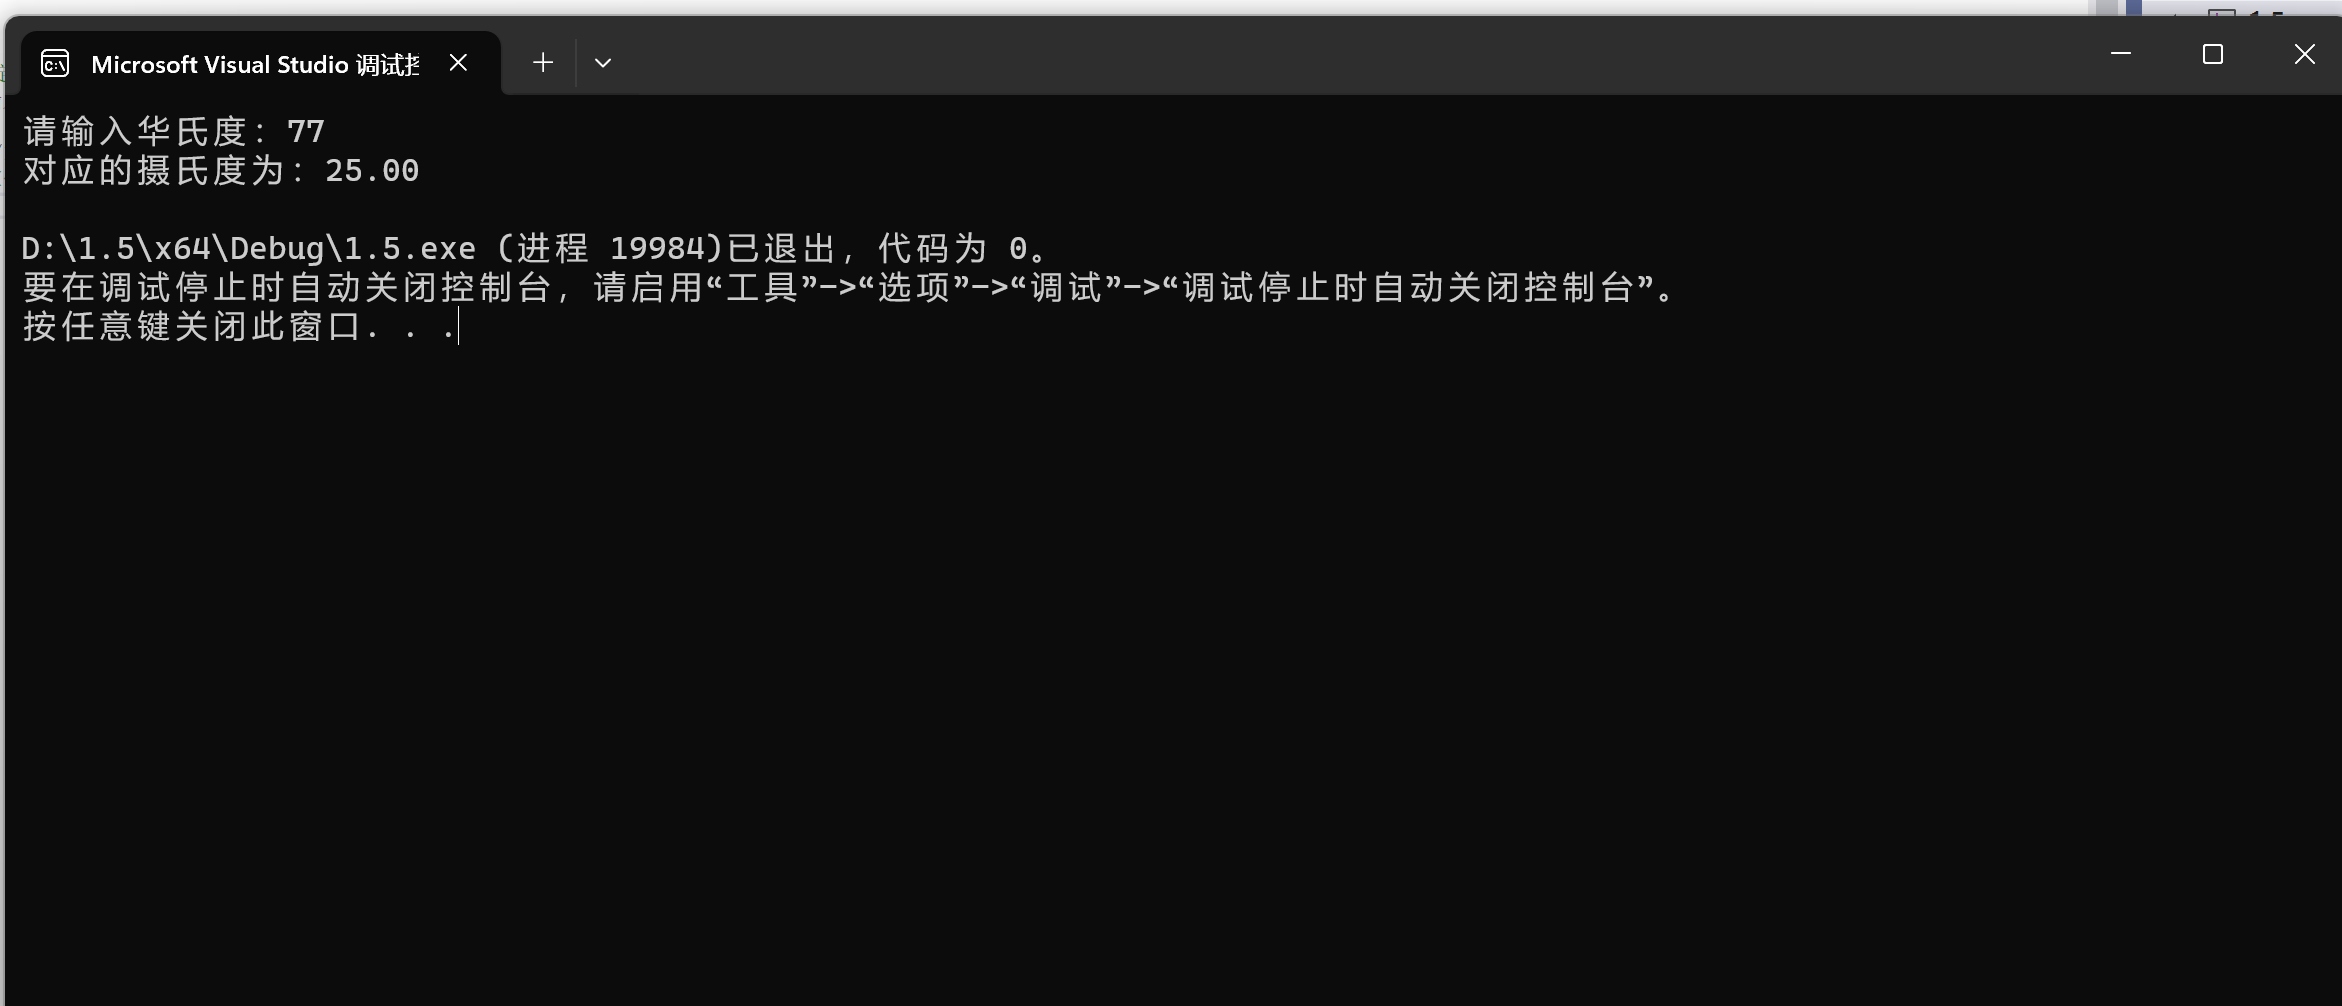 Microsoft Visual Studio 调试
请输入华氏度：77
对应的摄氏度为：25.00
D:\1.5\x64\Debug\1.5.exe (进程 19984)已退出，代码为 0。
要在调试停止时自动关闭控制台，请启用“工具”->“选项”->“调试”->“调试停止时自动关闭控制台”。
按任意键关闭此窗口. . .